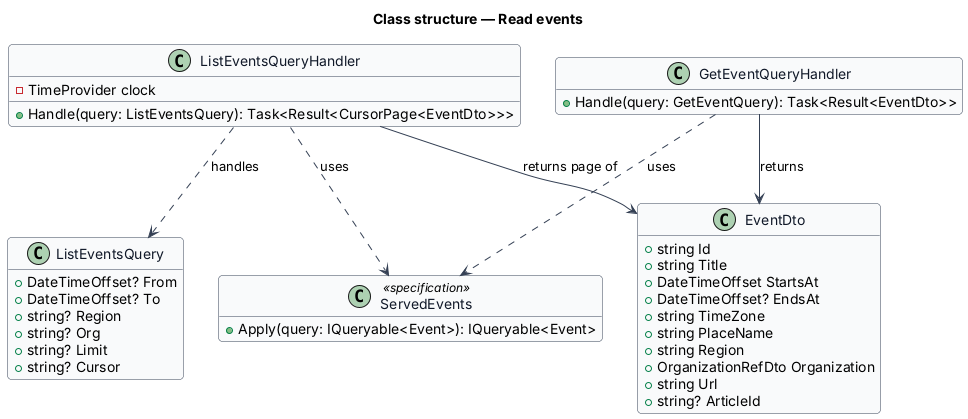 Class structure — Read events
C ListEventsQueryHandler
TimeProvider clock
Handle(query: ListEventsQuery): Task<Result<CursorPage<EventDto>>>
C GetEventQueryHandler
Handle(query: GetEventQuery): Task<Result<EventDto>>
handles
uses
returns page of
uses
returns
C ListEventsQuery
DateTimeOffset? From
DateTimeOffset? To
string? Region
string? Org
string? Limit
string? Cursor
«specification»
C ServedEvents
Apply(query: IQueryable<Event>): IQueryable<Event>
C EventDto
string Id
string Title
DateTimeOffset StartsAt
DateTimeOffset? EndsAt
string TimeZone
string PlaceName
string Region
OrganizationRefDto Organization
string Url
string? ArticleId